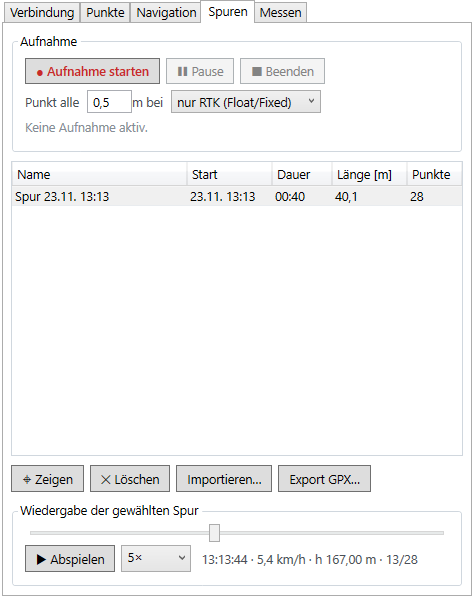 Verbindung Punkte Navigation Spuren Messen
Aufnahme
● Aufnahme starten Pause Beenden
Punkt alle 0,5 m bei nur RTK (Float/Fixed)
Keine Aufnahme aktiv.
Name Start Dauer Länge [m] Punkte
Spur 23.11. 13:13 23.11. 13:13 00:40 40,1 28
Zeigen Löschen Importieren... Export GPX...
Wiedergabe der gewählten Spur
Abspielen 5× 13:13:44 · 5,4 km/h · h 167,00 m · 13/28